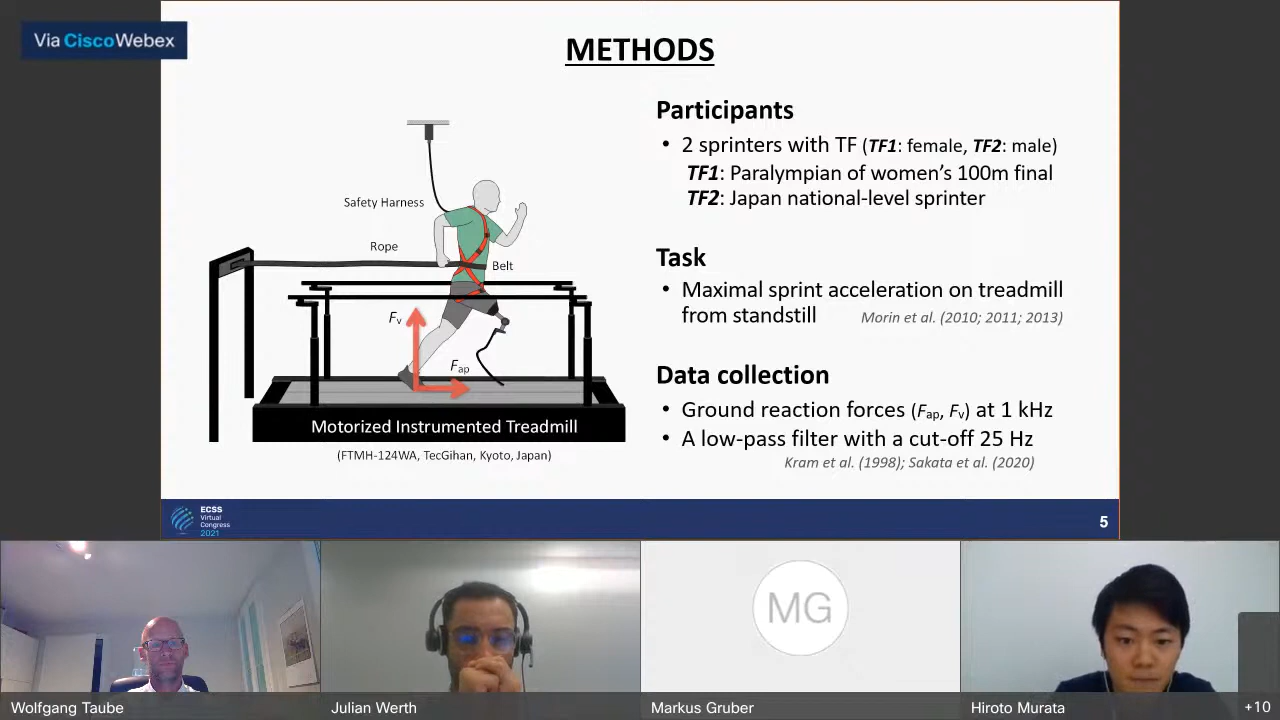 Via Cisco Webex
METHODS
Safety Harness
Rope
Belt
Fv
Fap
Motorized Instrumented Treadmill
(FTMH-124WA, TecGihan, Kyoto, Japan)
Participants
• 2 sprinters with TF (TF1: female, TF2: male)
TF1: Paralympian of women’s 100m final
TF2: Japan national-level sprinter
Task
• Maximal sprint acceleration on treadmill
from standstill Morin et al. (2010; 2011; 2013)
Data collection
• Ground reaction forces (Fap, Fv) at 1 kHz
• A low-pass filter with a cut-off 25 Hz
Kram et al. (1998); Sakata et al. (2020)
ECSS
Virtual
Congress
2021
5
MG
Wolfgang Taube
Julian Werth
Markus Gruber
Hiroto Murata
+10